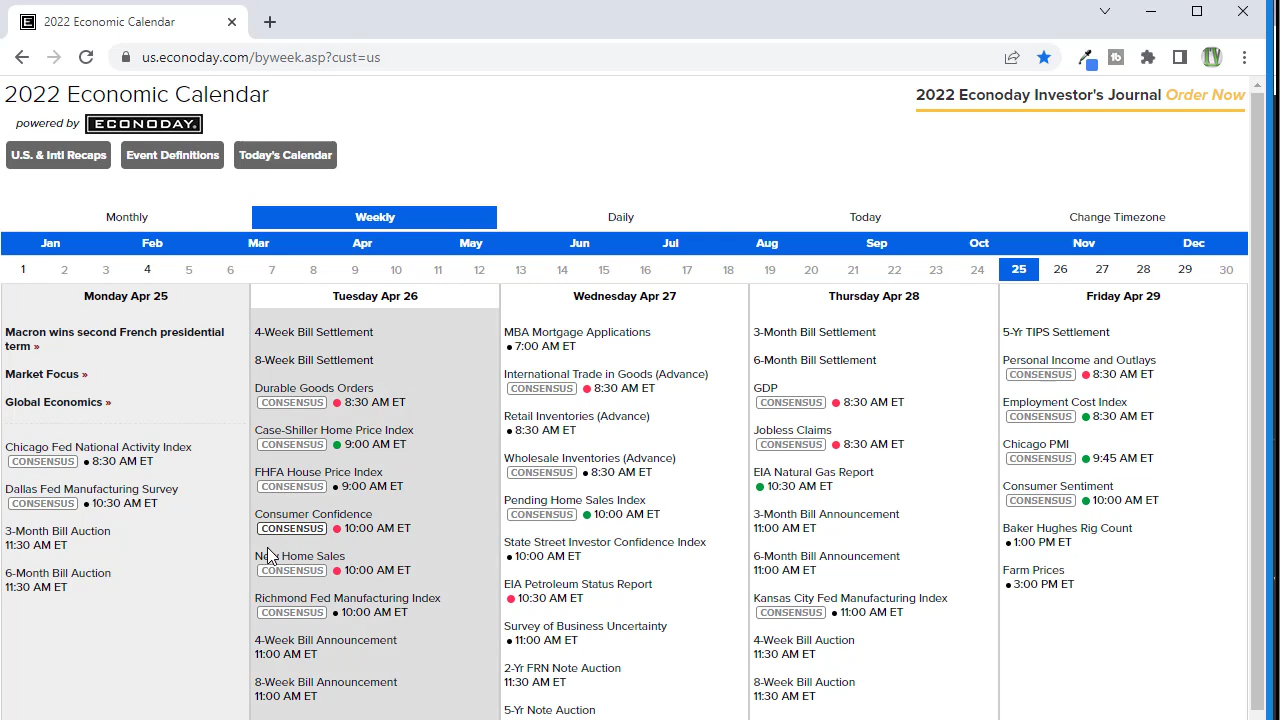 2022 Economic Calendar
us.econoday.com/byweek.asp?cust=us
2022 Economic Calendar
2022 Econoday Investor's Journal Order Now
powered by ECONODAY
U.S. & Intl Recaps Event Definitions Today's Calendar
Monthly Weekly Daily Today Change Timezone
Jan Feb Mar Apr May Jun Jul Aug Sep Oct Nov Dec
1 2 3 4 5 6 7 8 9 10 11 12 13 14 15 16 17 18 19 20 21 22 23 24 25 26 27 28 29 30
Monday Apr 25
Macron wins second French presidential
term »
Market Focus »
Global Economics »
Chicago Fed National Activity Index
CONSENSUS 8:30 AM ET
Dallas Fed Manufacturing Survey
CONSENSUS 10:30 AM ET
3-Month Bill Auction
11:30 AM ET
6-Month Bill Auction
11:30 AM ET
Tuesday Apr 26
4-Week Bill Settlement
8-Week Bill Settlement
Durable Goods Orders
CONSENSUS 8:30 AM ET
Case-Shiller Home Price Index
CONSENSUS 9:00 AM ET
FHFA House Price Index
CONSENSUS 9:00 AM ET
Consumer Confidence
CONSENSUS 10:00 AM ET
New Home Sales
CONSENSUS 10:00 AM ET
Richmond Fed Manufacturing Index
CONSENSUS 10:00 AM ET
4-Week Bill Announcement
11:00 AM ET
8-Week Bill Announcement
11:00 AM ET
Wednesday Apr 27
MBA Mortgage Applications
7:00 AM ET
International Trade in Goods (Advance)
CONSENSUS 8:30 AM ET
Retail Inventories (Advance)
8:30 AM ET
Wholesale Inventories (Advance)
CONSENSUS 8:30 AM ET
Pending Home Sales Index
CONSENSUS 10:00 AM ET
State Street Investor Confidence Index
10:00 AM ET
EIA Petroleum Status Report
10:30 AM ET
Survey of Business Uncertainty
11:00 AM ET
2-Yr FRN Note Auction
11:30 AM ET
5-Yr Note Auction
Thursday Apr 28
3-Month Bill Settlement
6-Month Bill Settlement
GDP
CONSENSUS 8:30 AM ET
Jobless Claims
CONSENSUS 8:30 AM ET
EIA Natural Gas Report
10:30 AM ET
3-Month Bill Announcement
11:00 AM ET
6-Month Bill Announcement
11:00 AM ET
Kansas City Fed Manufacturing Index
CONSENSUS 11:00 AM ET
4-Week Bill Auction
11:30 AM ET
8-Week Bill Auction
11:30 AM ET
Friday Apr 29
5-Yr TIPS Settlement
Personal Income and Outlays
CONSENSUS 8:30 AM ET
Employment Cost Index
CONSENSUS 8:30 AM ET
Chicago PMI
CONSENSUS 9:45 AM ET
Consumer Sentiment
CONSENSUS 10:00 AM ET
Baker Hughes Rig Count
1:00 PM ET
Farm Prices
3:00 PM ET